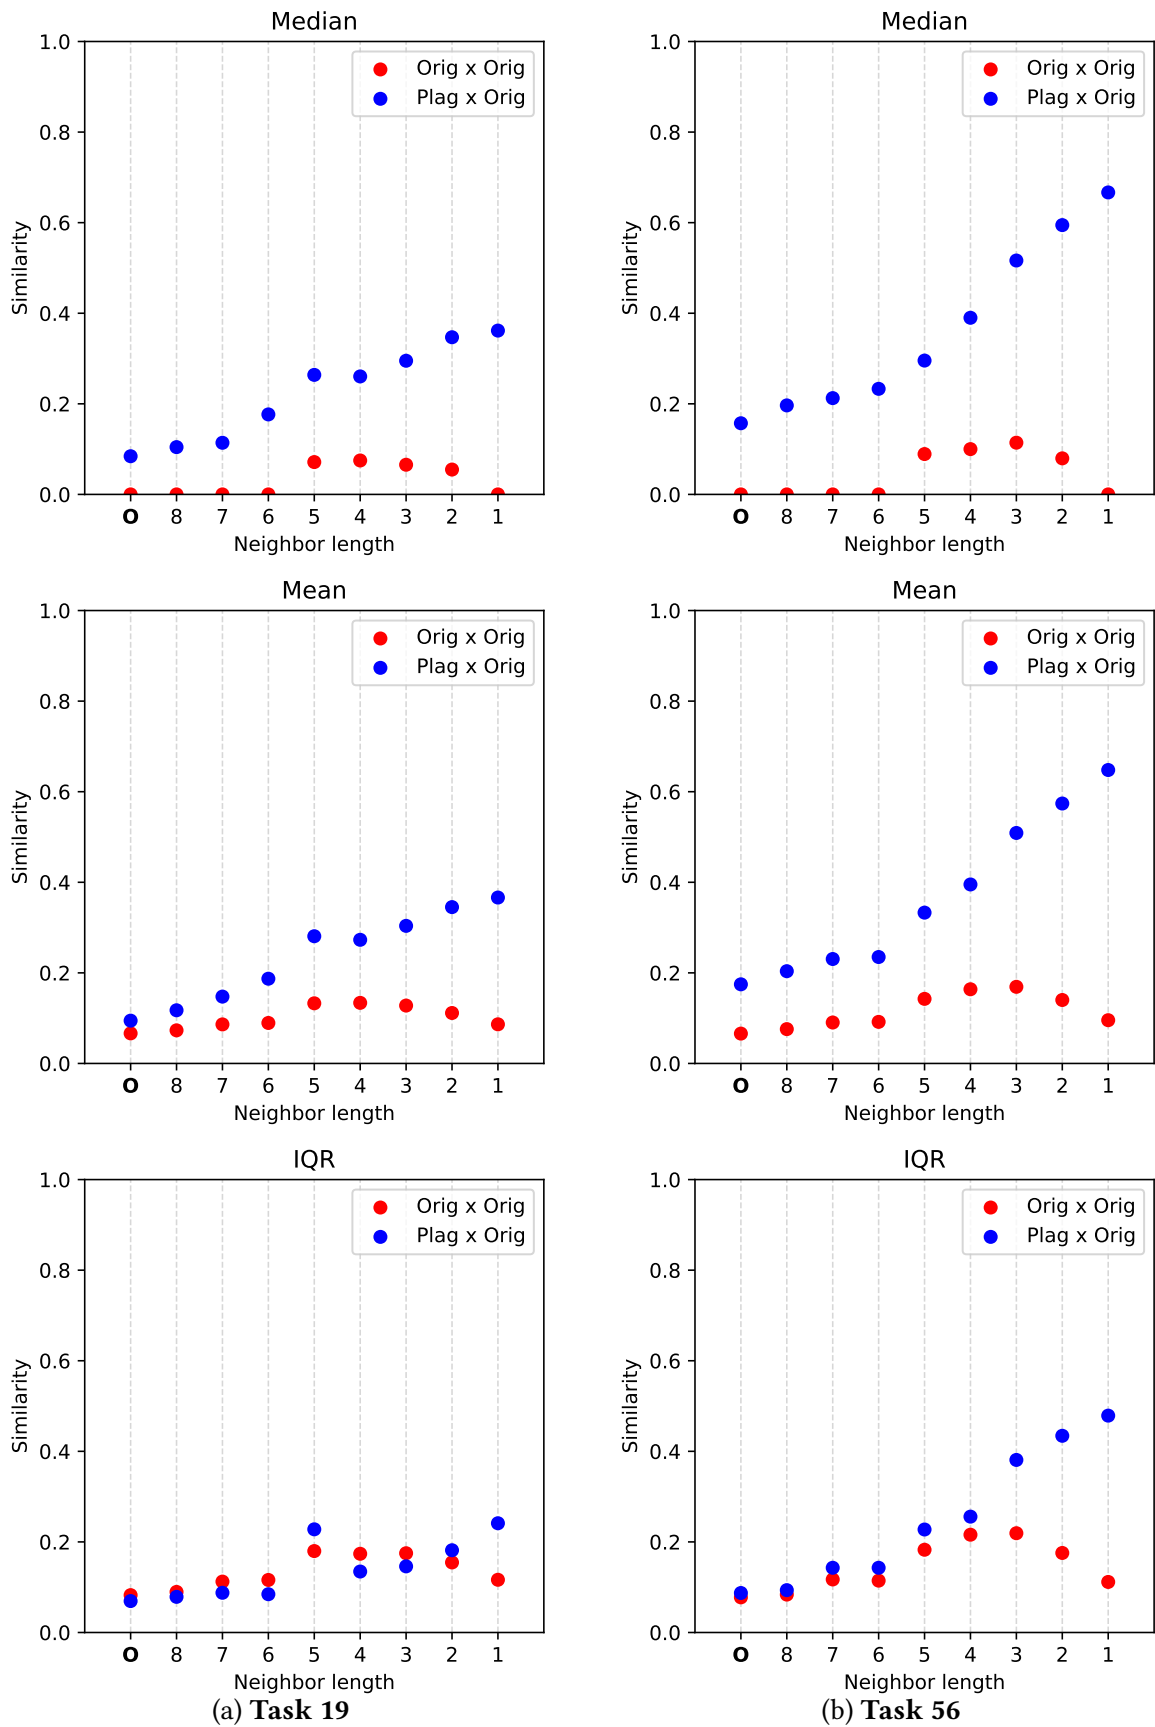 Median
1.0
0.8
0.6
0.4
0.2
0.0
Similarity
Orig x Orig
Plag x Orig
O 8 7 6 5 4 3 2 1
Neighbor length
Median
1.0
0.8
0.6
0.4
0.2
0.0
Similarity
Orig x Orig
Plag x Orig
O 8 7 6 5 4 3 2 1
Neighbor length
Mean
1.0
0.8
0.6
0.4
0.2
0.0
Similarity
Orig x Orig
Plag x Orig
O 8 7 6 5 4 3 2 1
Neighbor length
Mean
1.0
0.8
0.6
0.4
0.2
0.0
Similarity
Orig x Orig
Plag x Orig
O 8 7 6 5 4 3 2 1
Neighbor length
IQR
1.0
0.8
0.6
0.4
0.2
0.0
Similarity
Orig x Orig
Plag x Orig
O 8 7 6 5 4 3 2 1
Neighbor length
(a) Task 19
IQR
1.0
0.8
0.6
0.4
0.2
0.0
Similarity
Orig x Orig
Plag x Orig
O 8 7 6 5 4 3 2 1
Neighbor length
(b) Task 56